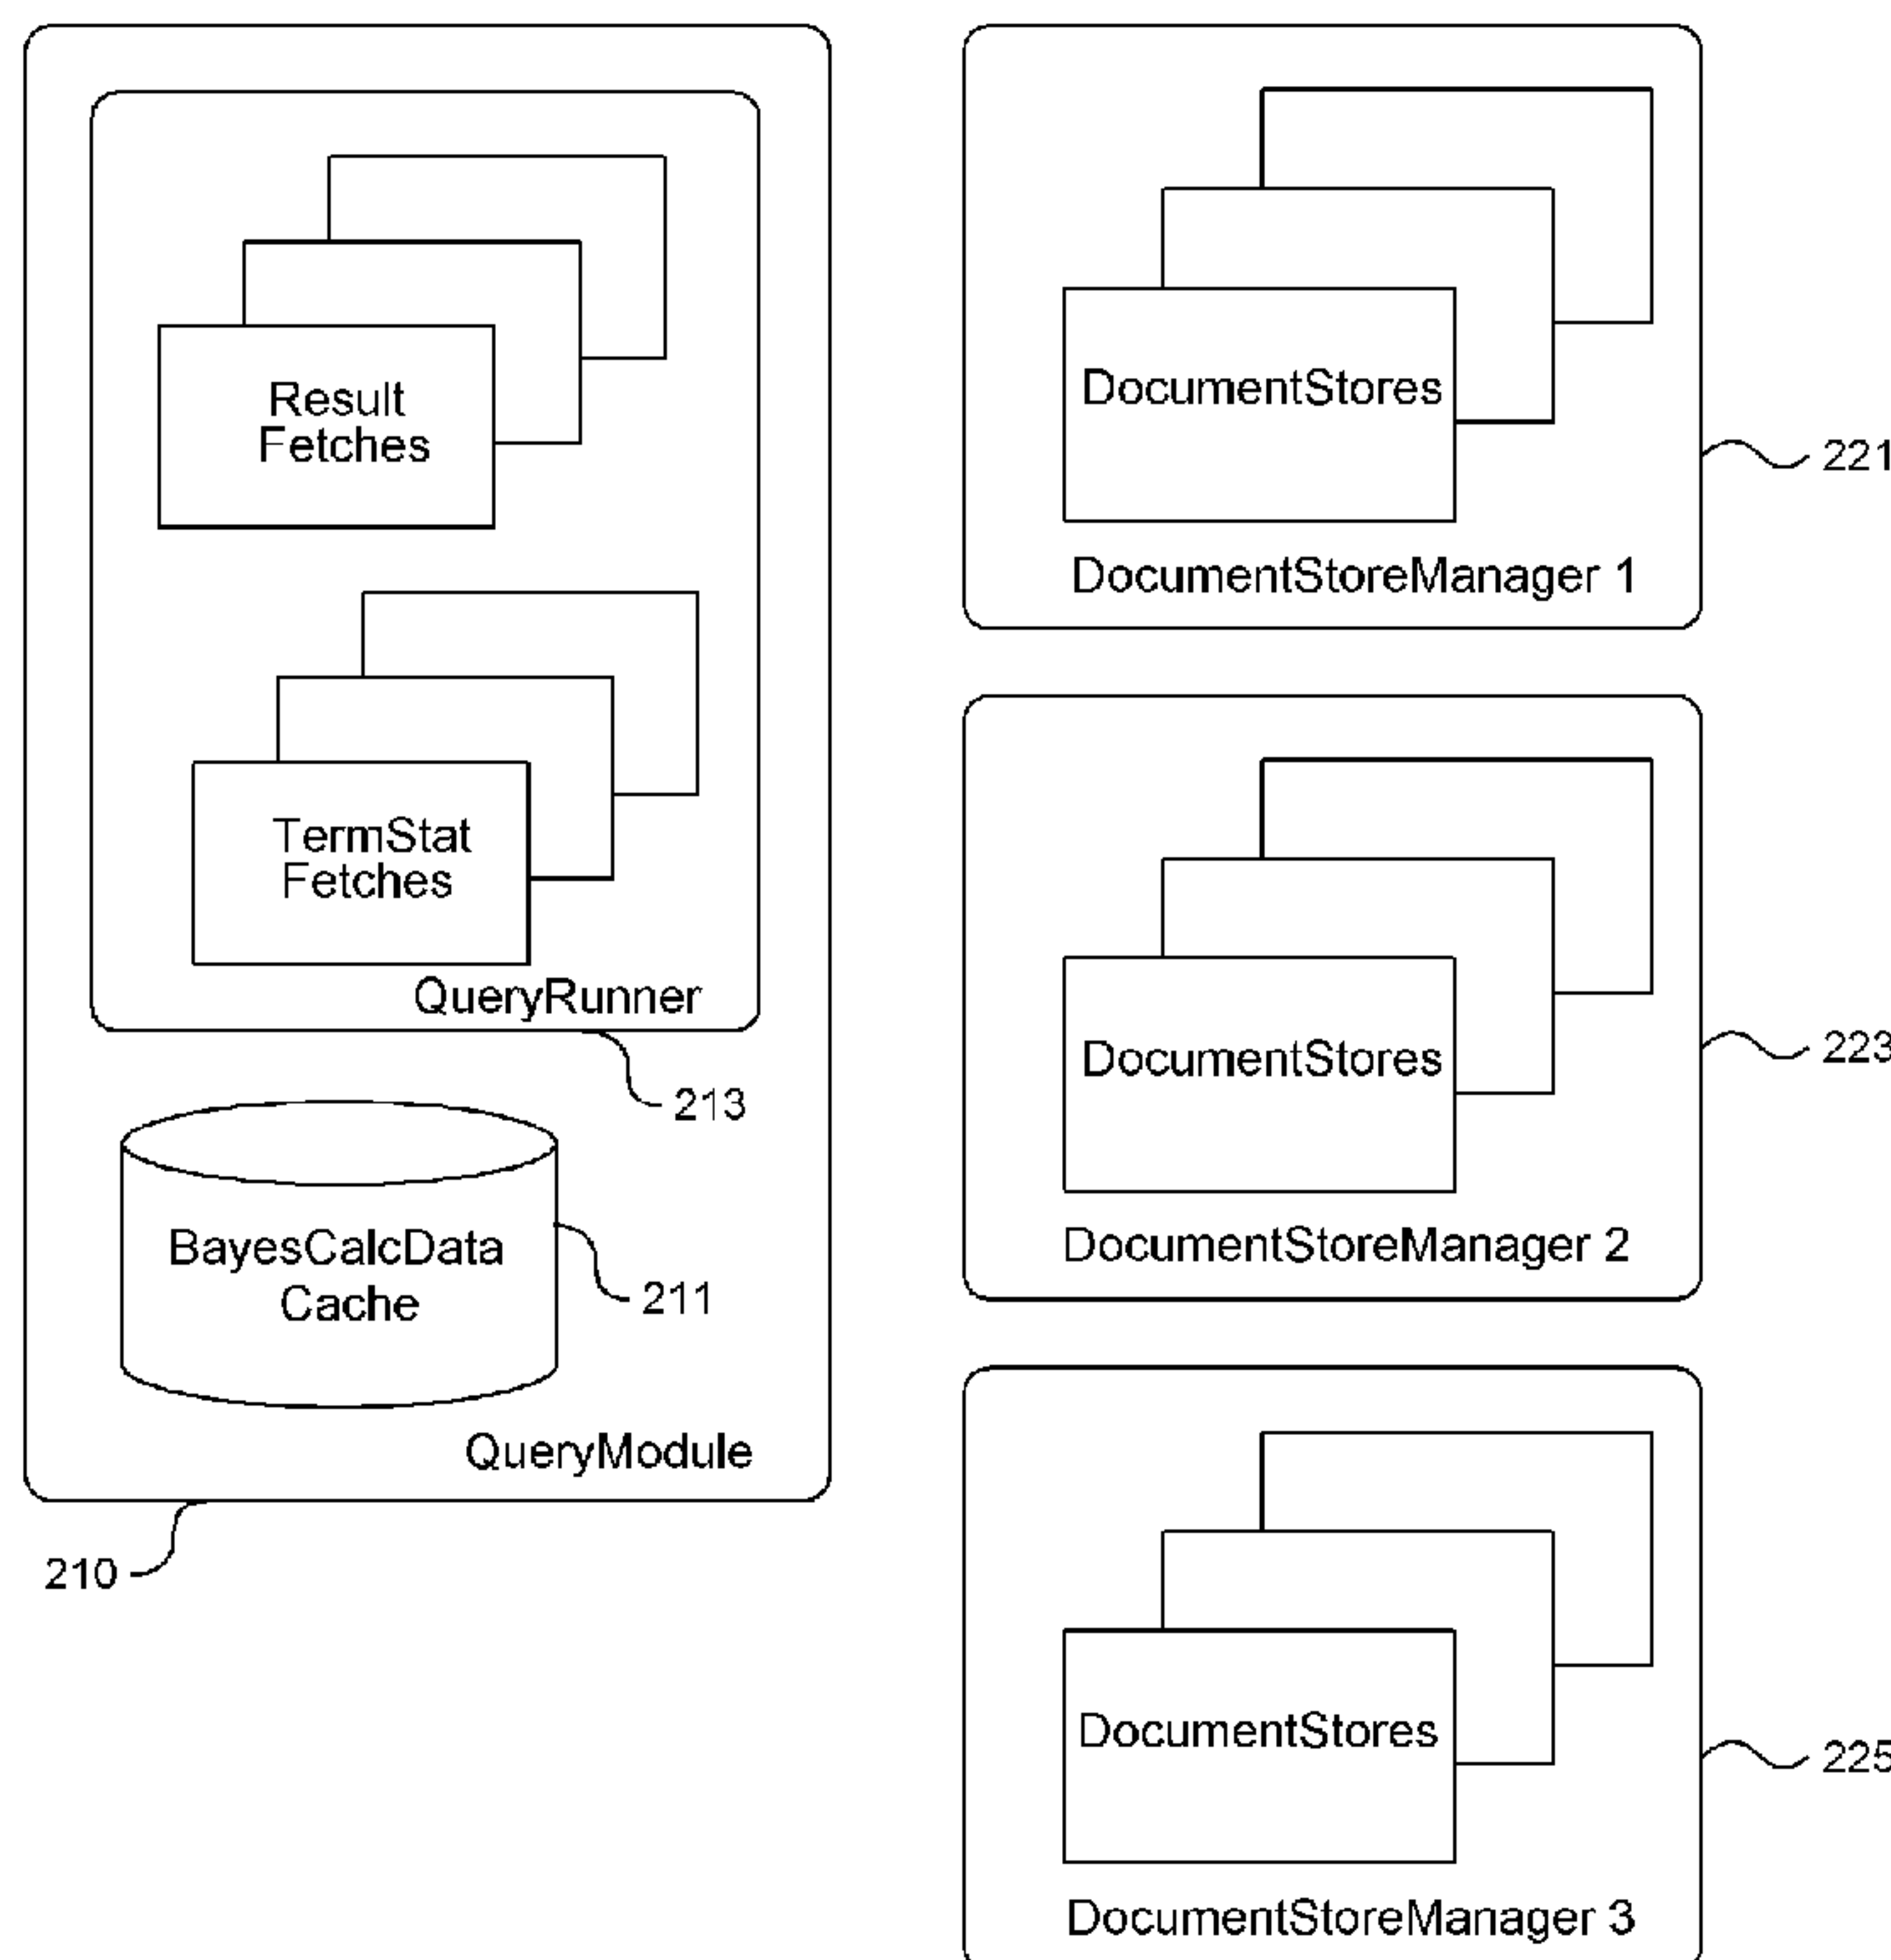 Result
Fetches
TermStat
Fetches
QueryRunner
213
BayesCalcData
Cache
211
QueryModule
210
DocumentStores
DocumentStoreManager 1
221
DocumentStores
DocumentStoreManager 2
223
DocumentStores
DocumentStoreManager 3
225